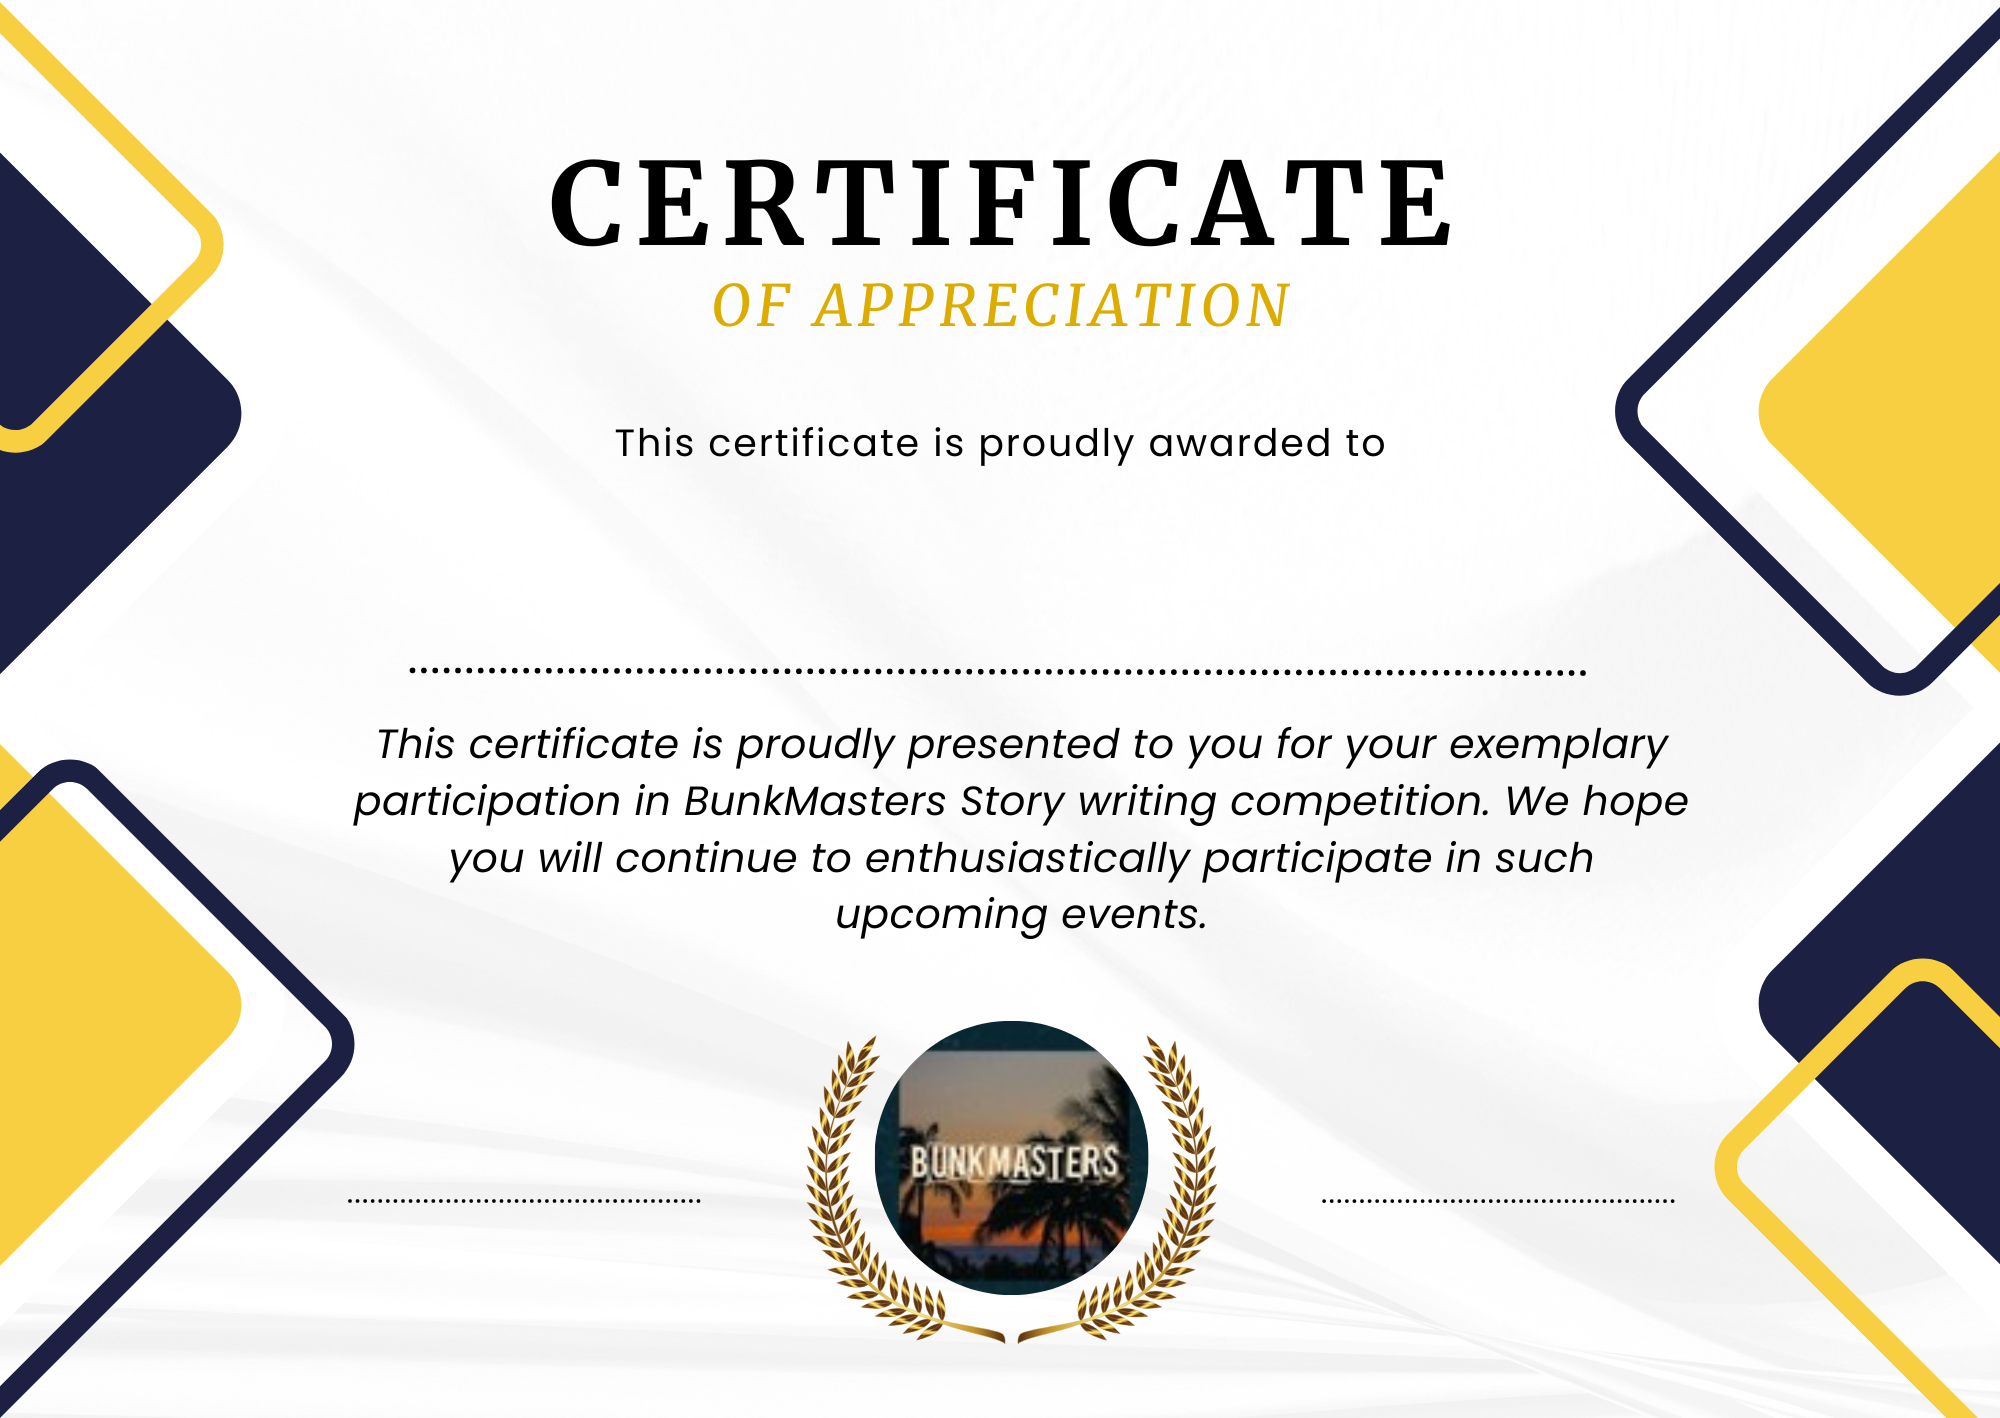 CERTIFICATE
OF APPRECIATION
This certificate is proudly awarded to
This certificate is proudly presented to you for your exemplary
participation in BunkMasters Story writing competition. We hope
you will continue to enthusiastically participate in such
upcoming events.
BUNKMASTERS